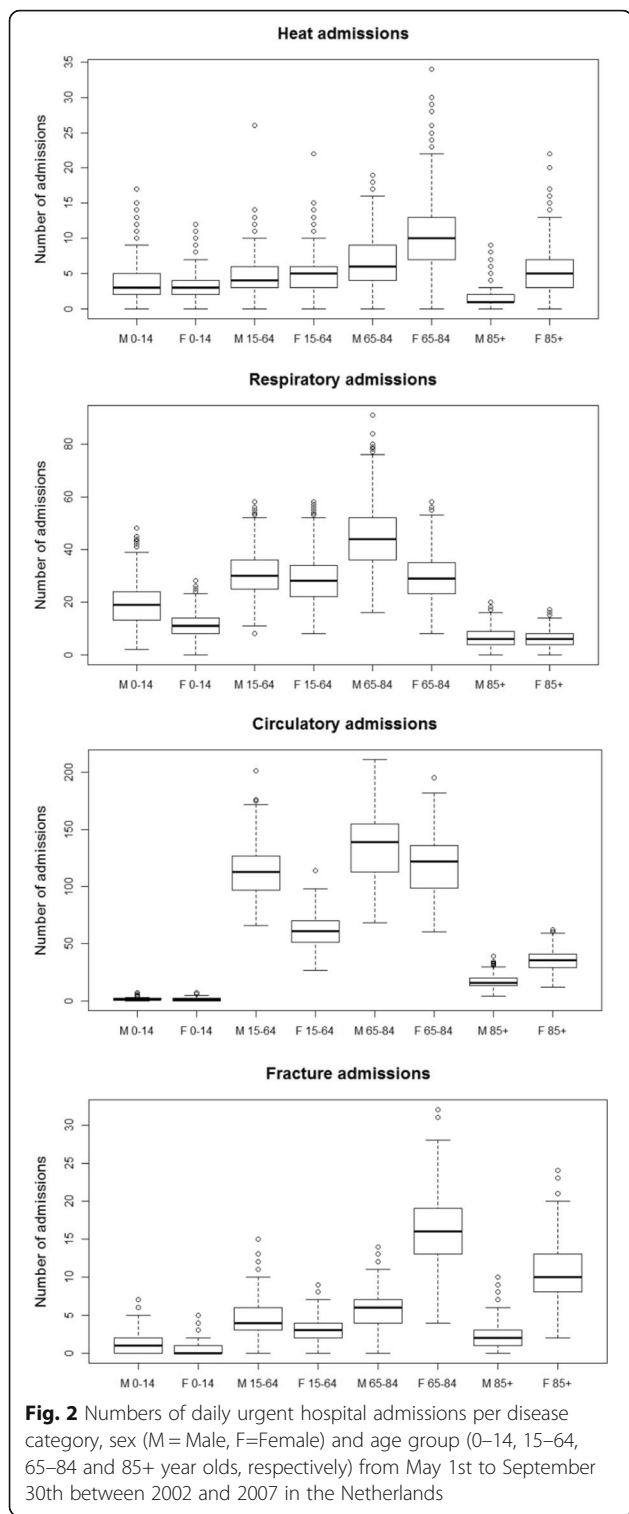 Heat admissions
Number of admissions
35
30
25
20
15
10
5
0
M 0-14 F 0-14 M 15-64 F 15-64 M 65-84 F 65-84 M 85+ F 85+
Respiratory admissions
Number of admissions
80
60
40
20
0
M 0-14 F 0-14 M 15-64 F 15-64 M 65-84 F 65-84 M 85+ F 85+
Circulatory admissions
Number of admissions
200
150
100
50
0
M 0-14 F 0-14 M 15-64 F 15-64 M 65-84 F 65-84 M 85+ F 85+
Fracture admissions
Number of admissions
30
25
20
15
10
5
0
M 0-14 F 0-14 M 15-64 F 15-64 M 65-84 F 65-84 M 85+ F 85+
Fig. 2 Numbers of daily urgent hospital admissions per disease
category, sex (M = Male, F=Female) and age group (0–14, 15–64,
65–84 and 85+ year olds, respectively) from May 1st to September
30th between 2002 and 2007 in the Netherlands